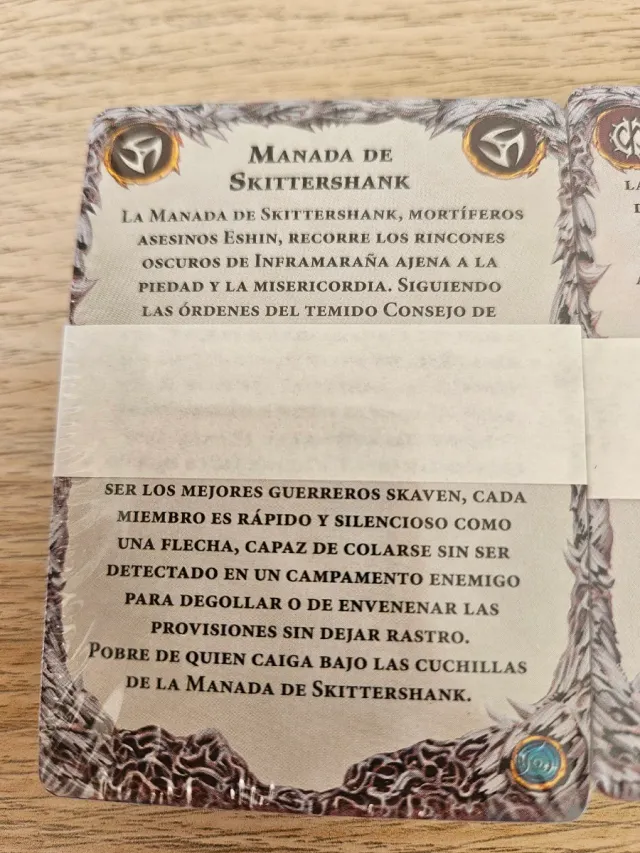 Manada de
Skittershank
La Manada de Skittershank, mortíferos
asesinos Eshin, recorre los rincones
oscuros de Inframaraña ajena a la
piedad y la misericordia. Siguiendo
las órdenes del temido Consejo de
ser los mejores guerreros skaven, cada
miembro es rápido y silencioso como
una flecha, capaz de colarse sin ser
detectado en un campamento enemigo
para degollar o de envenenar las
provisiones sin dejar rastro.
Pobre de quien caiga bajo las cuchillas
de la Manada de Skittershank.